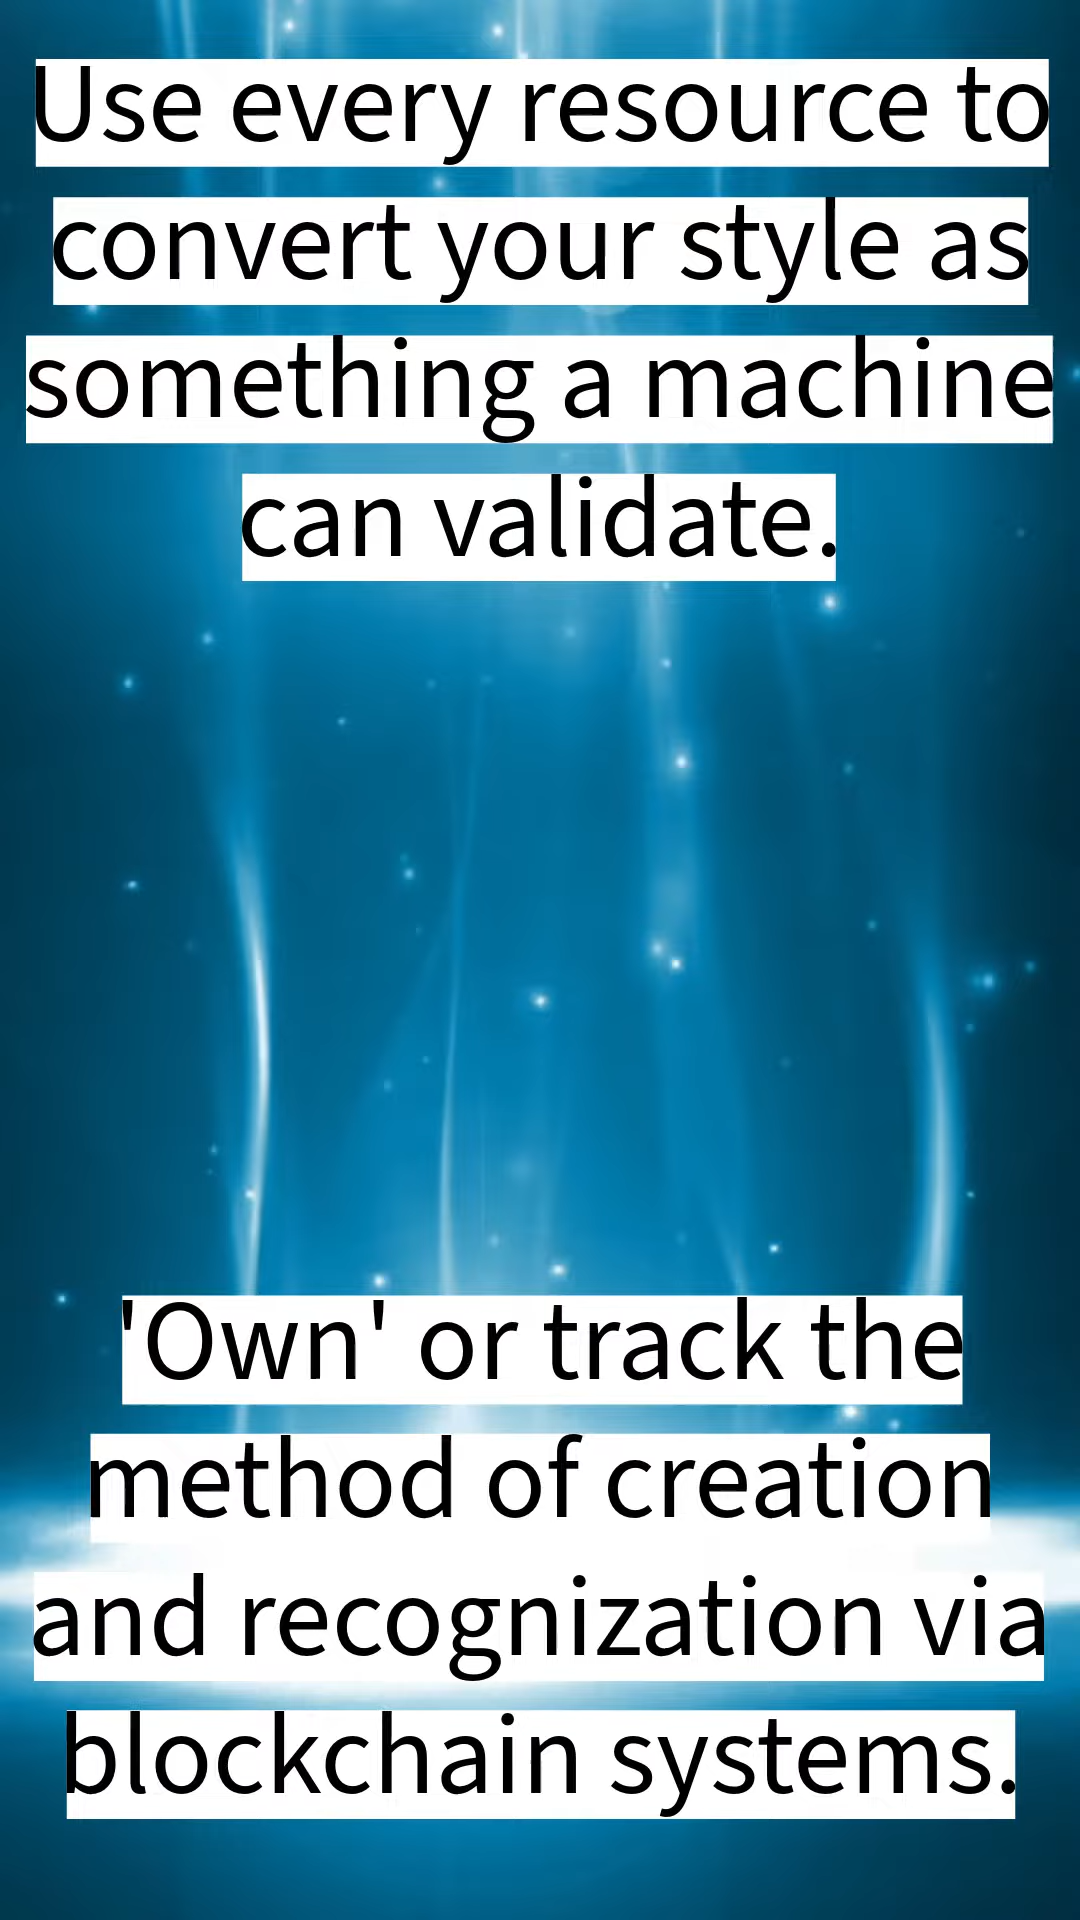 Use every resource to
convert your style as
something a machine
can validate.
'Own' or track the
method of creation
and recognization via
blockchain systems.